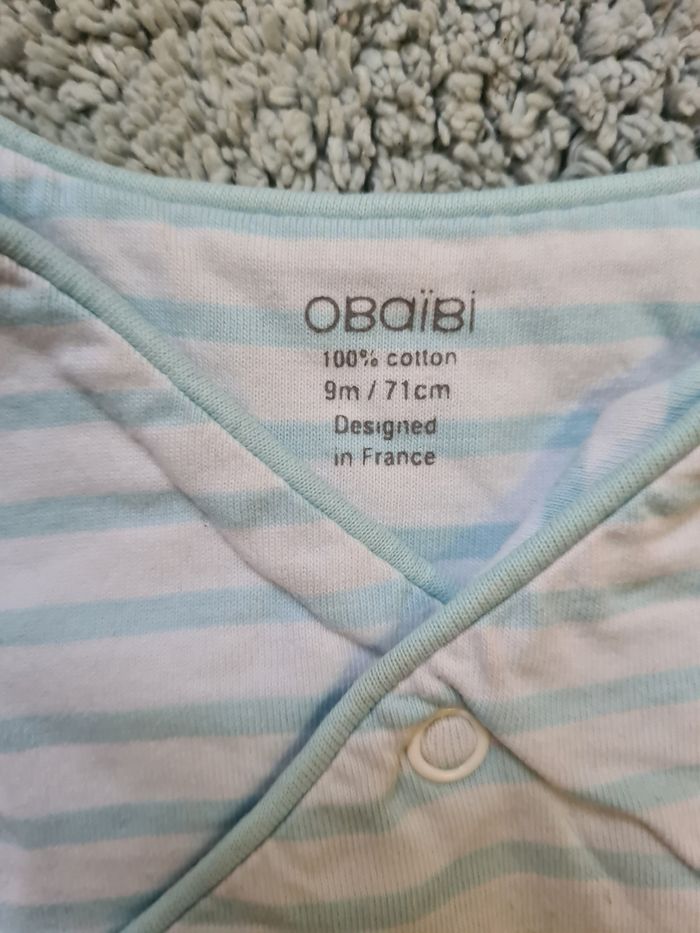 OBaïBi
100% cotton
9m / 71cm
Designed
in France